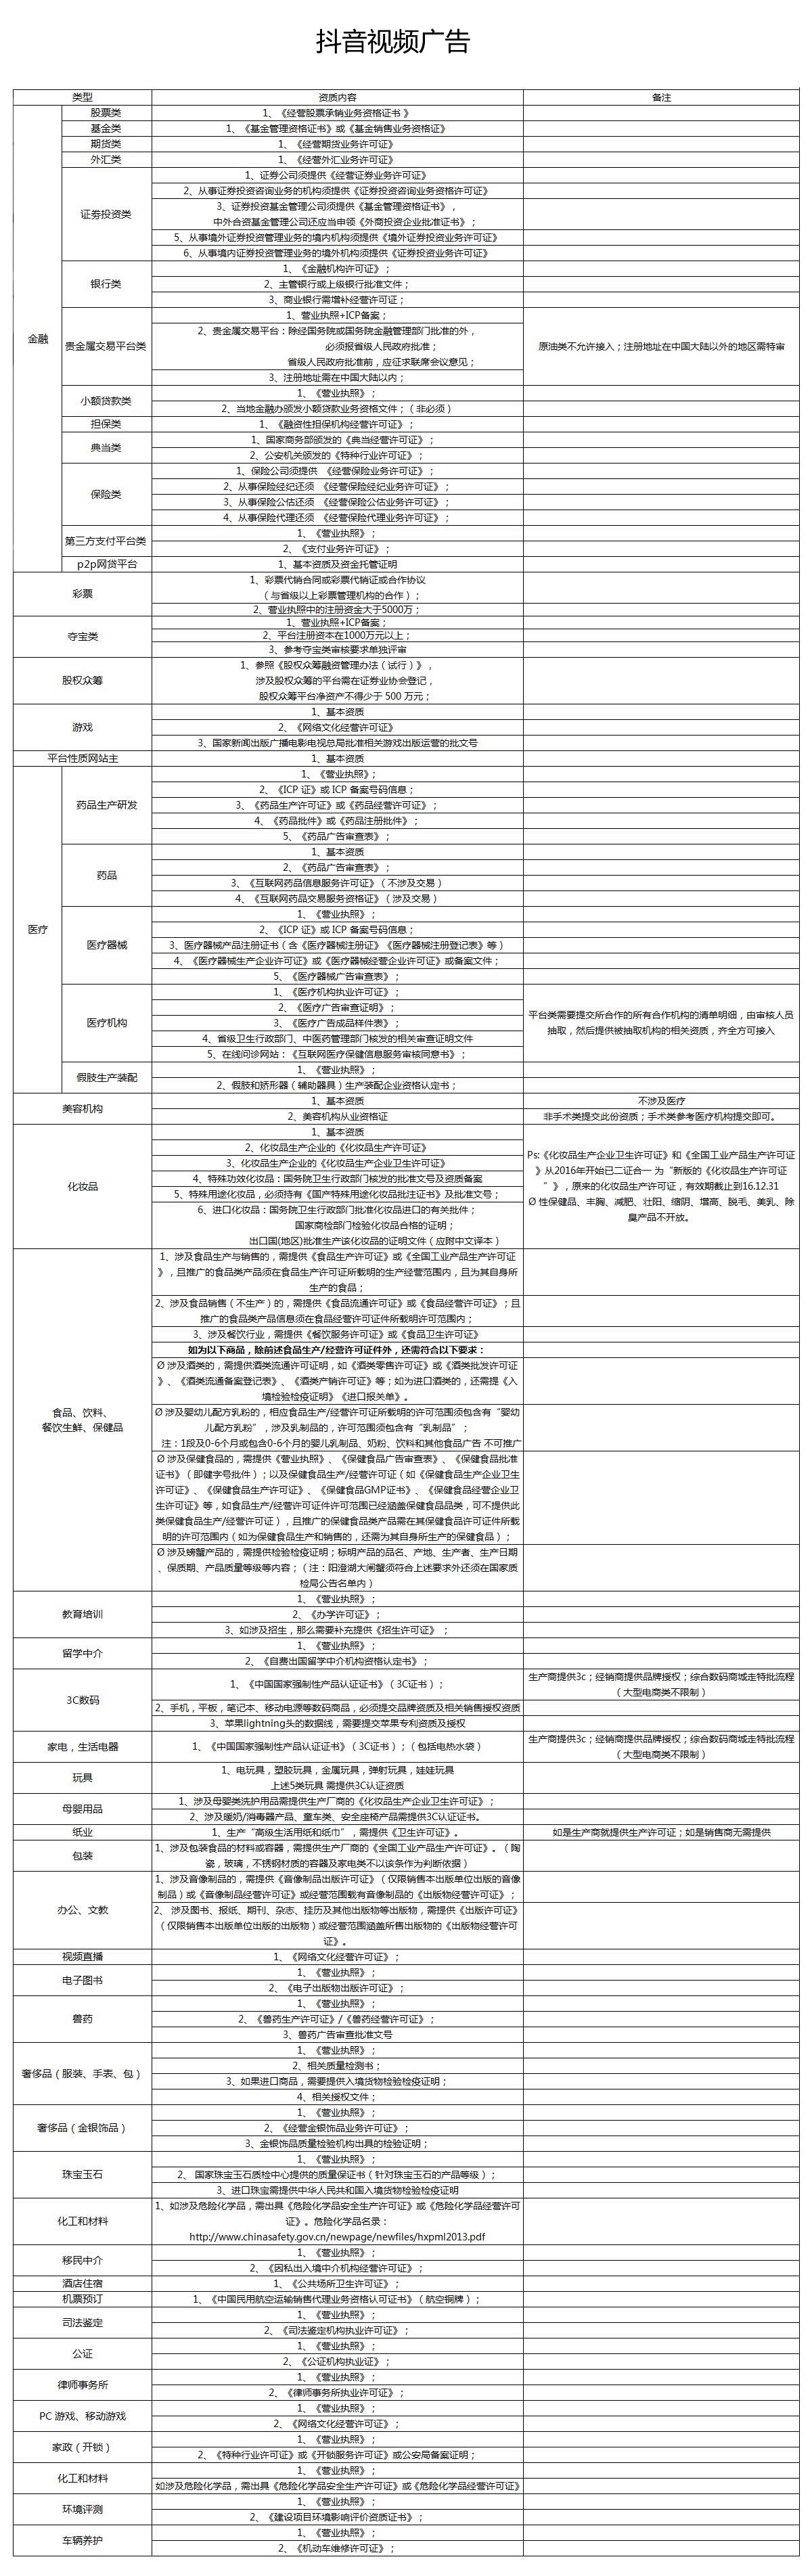 抖音视频广告
类型 资质内容 备注
金融
股票类 1、《经营股票承销业务资格证书 》
基金类 1、《基金管理资格证书》或《基金销售业务资格证》
期货类 1、《经营期货业务许可证》
外汇类 1、《经营外汇业务许可证》
证劵投资类
1、证券公司须提供《经营证券业务许可证》
2、从事证券投资咨询业务的机构须提供《证券投资咨询业务资格许可证》
3、证券投资基金管理公司须提供《基金管理资格证书》，
中外合资基金管理公司还应当申领《外商投资企业批准证书》；
5、从事境外证券投资管理业务的境内机构须提供《境外证券投资业务许可证》
6、从事境内证券投资管理业务的境外机构须提供《证券投资业务许可证》
银行类
1、《金融机构许可证》；
2、主管银行或上级银行批准文件；
3、商业银行需增补经营许可证；
贵金属交易平台类
1、营业执照+ICP备案；
2、贵金属交易平台：除经国务院或国务院金融管理部门批准的外，
必须报省级人民政府批准；
省级人民政府批准前，应征求联席会议意见；
3、注册地址需在中国大陆以内；
原油类不允许接入；注册地址在中国大陆以外的地区需特审
小额贷款类
1、《营业执照》；
2、当地金融办颁发小额贷款业务资格文件；（非必须）
担保类 1、《融资性担保机构经营许可证》；
典当类
1、国家商务部颁发的《典当经营许可证》；
2、公安机关颁发的《特种行业许可证》；
保险类
1、保险公司须提供 《经营保险业务许可证》；
2、从事保险经纪还须 《经营保险经纪业务许可证》；
3、从事保险公估还须 《经营保险公估业务许可证》；
4、从事保险代理还须 《经营保险代理业务许可证》；
第三方支付平台类
1、《营业执照》；
2、《支付业务许可证》；
p2p网贷平台 1、基本资质及资金托管证明
彩票
1、彩票代销合同或彩票代销证或合作协议
（与省级以上彩票管理机构的合作）；
2、营业执照中的注册资金大于5000万；
夺宝类
1、营业执照+ICP备案；
2、平台注册资本在1000万元以上；
3、参考夺宝类审核要求单独评审
股权众筹
1、参照《股权众筹融资管理办法（试行）》，
涉及股权众筹的平台需在证券业协会登记，
股权众筹平台净资产不得少于 500 万元；
游戏
1、基本资质
2、《网络文化经营许可证》
3、国家新闻出版广播电影电视总局批准相关游戏出版运营的批文号
平台性质网站主 1、基本资质
医疗
药品生产研发
1、《营业执照》；
2、《ICP 证》或 ICP 备案号码信息；
3、《药品生产许可证》或《药品经营许可证》；
4、《药品批件》或《药品注册批件》；
5、《药品广告审查表》；
药品
1、基本资质
2、《药品广告审查表》；
3、《互联网药品信息服务许可证》（不涉及交易）
4、《互联网药品交易服务资格证》（涉及交易）
医疗器械
1、《营业执照》；
2、《ICP 证》或 ICP 备案号码信息；
3、医疗器械产品注册证书（含《医疗器械注册证》《医疗器械注册登记表》等）
4、《医疗器械生产企业许可证》或《医疗器械经营企业许可证》或备案文件；
5、《医疗器械广告审查表》；
医疗机构
1、《医疗机构执业许可证》；
2、《医疗广告审查证明》；
3、《医疗广告成品样件表》；
4、省级卫生行政部门、中医药管理部门核发的相关审查证明文件
5、在线问诊网站：《互联网医疗保健信息服务审核同意书》；
平台类需要提交所合作的所有合作机构的清单明细，由审核人员
抽取，然后提供被抽取机构的相关资质，齐全方可接入
假肢生产装配
1、《营业执照》；
2、假肢和矫形器（辅助器具）生产装配企业资格认定书；
美容机构
1、基本资质 不涉及医疗
2、美容机构从业资格证 非手术类提交此份资质；手术类参考医疗机构提交即可。
化妆品
1、基本资质
2、化妆品生产企业的《化妆品生产许可证》
3、化妆品生产企业的《化妆品生产企业卫生许可证》
4、特殊功效化妆品：国务院卫生行政部门核发的批准文号及资质备案
5、特殊用途化妆品，必须持有《国产特殊用途化妆品批注证书》及批准文号；
6、进口化妆品：国务院卫生行政部门批准化妆品进口的有关批件；
国家商检部门检验化妆品合格的证明；
出口国(地区)批准生产该化妆品的证明文件（应附中文译本）
Ps:《化妆品生产企业卫生许可证》和《全国工业产品生产许可证
》从2016年开始已二证合一 为“新版的《化妆品生产许可证
”》，原来的化妆品生产许可证，有效期截止到16.12.31
Ø 性保健品、丰胸、减肥、壮阳、缩阴、增高、脱毛、美乳、除
臭产品不开放。
食品、饮料、
餐饮生鲜、保健品
1、涉及食品生产与销售的，需提供《食品生产许可证》或《全国工业产品生产许可证
》，且推广的食品类产品须在食品生产许可证所载明的生产经营范围内，且为其自身所
生产的食品；
2、涉及食品销售（不生产）的，需提供《食品流通许可证》或《食品经营许可证》；且
推广的食品类产品信息须在食品经营许可证件所载明许可范围内；
3、涉及餐饮行业，需提供《餐饮服务许可证》或《食品卫生许可证》
如为以下商品，除前述食品生产/经营许可证件外，还需符合以下要求：
Ø 涉及酒类的，需提供酒类流通许可证明，如《酒类零售许可证》或《酒类批发许可证
》、《酒类流通备案登记表》、《酒类产销许可证》等；如为进口酒类的，还需提《入
境检验检疫证明》《进口报关单》。
Ø 涉及婴幼儿配方乳粉的，相应食品生产/经营许可证所载明的许可范围须包含有“婴幼
儿配方乳粉”，涉及乳制品的，许可范围须包含有“乳制品”；
注：1段及0-6个月或包含0-6个月的婴儿乳制品、奶粉、饮料和其他食品广告 不可推广
Ø 涉及保健食品的，需提供《营业执照》、《保健食品广告审查表》、《保健食品批准
证书》（即健字号批件）；以及保健食品生产/经营许可证（如《保健食品生产企业卫生
许可证》、《保健食品生产许可证》、《保健食品GMP证书》、《保健食品经营企业卫
生许可证》等，如食品生产/经营许可证件许可范围已经涵盖保健食品品类，可不提供此
类保健食品生产/经营许可证），且推广的保健食品类产品需在其保健食品许可证件所载
明的许可范围内（如为保健食品生产和销售的，还需为其自身所生产的保健食品）；
Ø 涉及螃蟹产品的，需提供检验检疫证明；标明产品的品名、产地、生产者、生产日期
、保质期、产品质量等级等内容；（注：阳澄湖大闸蟹须符合上述要求外还须在国家质
检局公告名单内）
教育培训
1、《营业执照》；
2、《办学许可证》；
3、如涉及招生，那么需要补充提供《招生许可证》 ；
留学中介
1、《营业执照》；
2、《自费出国留学中介机构资格认定书》；
3C数码
1、《中国国家强制性产品认证证书》（3C证书）；
生产商提供3c；经销商提供品牌授权；综合数码商城走特批流程
（大型电商类不限制）
2、手机，平板，笔记本、移动电源等数码商品，必须提交品牌资质及相关销售授权资质
3、苹果lightning头的数据线，需要提交苹果专利资质及授权
家电，生活电器 1、《中国国家强制性产品认证证书》（3C证书）；（包括电热水袋）
生产商提供3c；经销商提供品牌授权；综合数码商城走特批流程
（大型电商类不限制）
玩具
1、电玩具，塑胶玩具，金属玩具，弹射玩具，娃娃玩具
上述5类玩具 需提供3C认证资质
母婴用品
1、涉及母婴类洗护用品需提供生产厂商的《化妆品生产企业卫生许可证》；
2、涉及暖奶/消毒器产品、童车类、安全座椅产品需提供3C认证证书。
纸业 1、生产“高级生活用纸和纸巾”，需提供《卫生许可证》。 如是生产商就提供生产许可证；如是销售商无需提供
包装
1、涉及包装食品的材料或容器，需提供生产厂商的《全国工业产品生产许可证》。（陶
瓷，玻璃，不锈钢材质的容器及家电类不以该条作为判断依据）
办公、文教
1、涉及音像制品的，需提供《音像制品出版许可证》（仅限销售本出版单位出版的音像
制品）或《音像制品经营许可证》或经营范围载有音像制品的《出版物经营许可证》；
2、 涉及图书、报纸、期刊、杂志、挂历及其他出版物等出版物，需提供《出版许可证》
（仅限销售本出版单位出版的出版物）或经营范围涵盖所售出版物的《出版物经营许可
证》。
视频直播 1、《网络文化经营许可证》；
电子图书
1、《营业执照》；
2、《电子出版物出版许可证》；
兽药
1、《营业执照》；
2、《兽药生产许可证》/《兽药经营许可证》；
3、兽药广告审查批准文号
奢侈品（服装、手表、包）
1、《营业执照》；
2、相关质量检测书；
3、如果进口商品，需要提供入境货物检验检疫证明；
4、相关授权文件；
奢侈品（金银饰品）
1、《营业执照》；
2、《经营金银饰品业务许可证》；
3、金银饰品质量检验机构出具的检验证明；
珠宝玉石
1、《营业执照》；
2、 国家珠宝玉石质检中心提供的质量保证书（针对珠宝玉石的产品等级）；
3、进口珠宝需提供中华人民共和国入境货物检验检疫证明
化工和材料
1、如涉及危险化学品，需出具《危险化学品安全生产许可证》或《危险化学品经营许可
证》。危险化学品名录：
http://www.chinasafety.gov.cn/newpage/newfiles/hxpml2013.pdf
移民中介
1、《营业执照》；
2、《因私出入境中介机构经营许可证》；
酒店住宿 1、《公共场所卫生许可证》；
机票预订 1、《中国民用航空运输销售代理业务资格认可证书》（航空铜牌）；
司法鉴定
1、《营业执照》；
2、《司法鉴定机构执业许可证》；
公证
1、《营业执照》；
2、《公证机构执业证》；
律师事务所
1、《营业执照》；
2、《律师事务所执业许可证》；
PC 游戏、移动游戏
1、《营业执照》；
2、《网络文化经营许可证》；
家政（开锁）
1、《营业执照》；
2、《特种行业许可证》或《开锁服务许可证》或公安局备案证明；
化工和材料
1、《营业执照》；
如涉及危险化学品，需出具《危险化学品安全生产许可证》或《危险化学品经营许可证》
环境评测
1、《营业执照》；
2、《建设项目环境影响评价资质证书》；
车辆养护
1、《营业执照》；
2、《机动车维修许可证》；